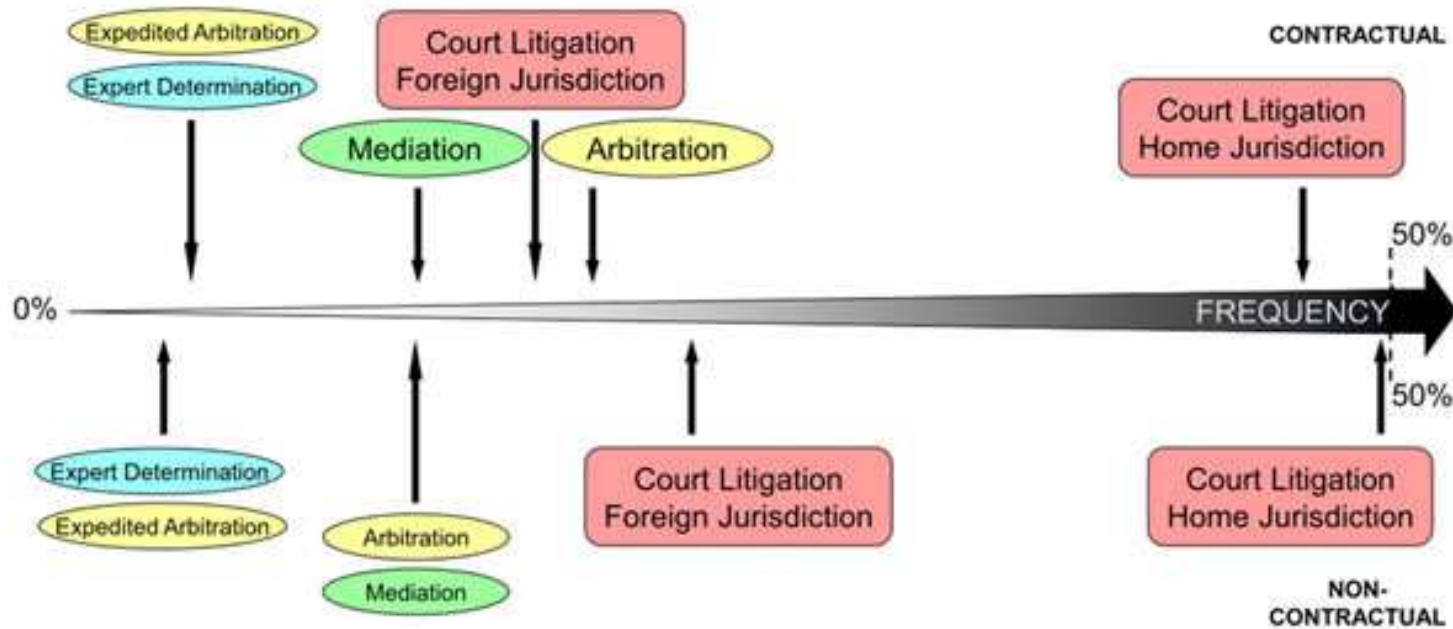 Expedited Arbitration
Expert Determination
Court Litigation
Foreign Jurisdiction
Mediation
Arbitration
CONTRACTUAL
Court Litigation
Home Jurisdiction
50%
0%
FREQUENCY
50%
Expert Determination
Expedited Arbitration
Arbitration
Mediation
Court Litigation
Foreign Jurisdiction
Court Litigation
Home Jurisdiction
NON-
CONTRACTUAL